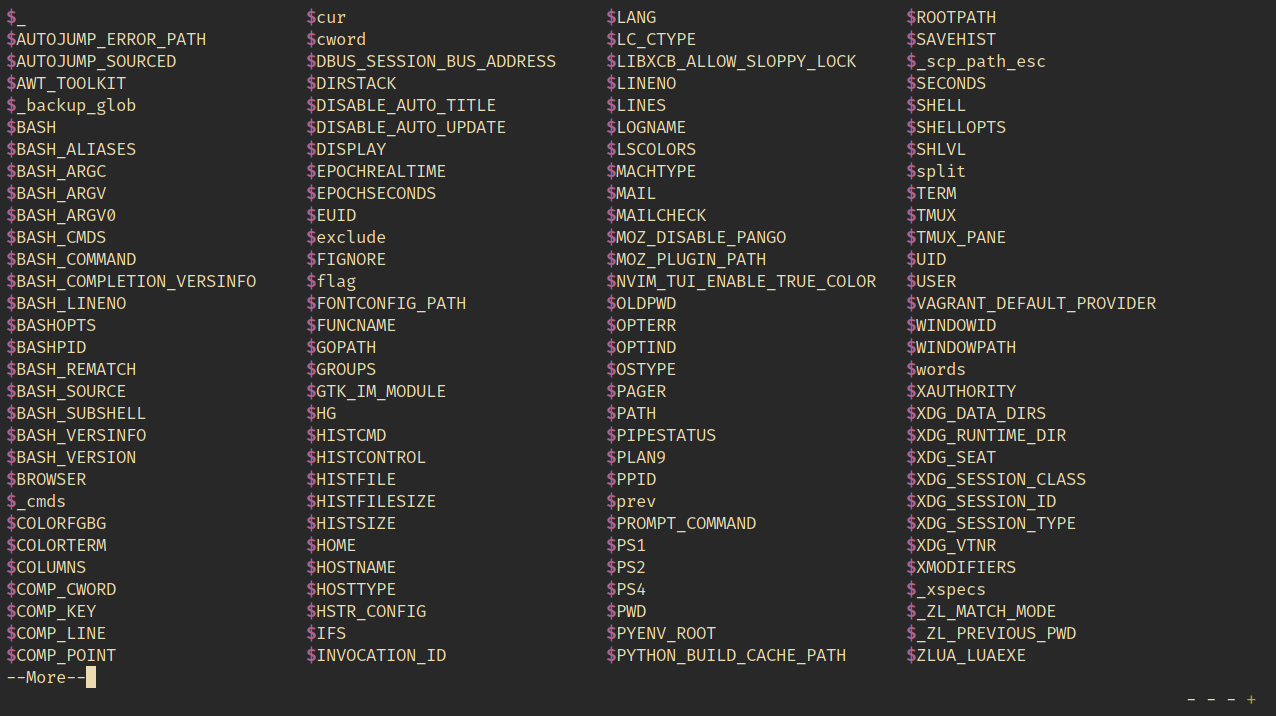 $_ $cur $LANG $ROOTPATH
$AUTOJUMP_ERROR_PATH $cword $LC_CTYPE $SAVEHIST
$AUTOJUMP_SOURCED $DBUS_SESSION_BUS_ADDRESS $LIBXCB_ALLOW_SLOPPY_LOCK $_scp_path_esc
$AWT_TOOLKIT $DIRSTACK $LINENO $SECONDS
$_backup_glob $DISABLE_AUTO_TITLE $LINES $SHELL
$BASH $DISABLE_AUTO_UPDATE $LOGNAME $SHELLOPTS
$BASH_ALIASES $DISPLAY $LSCOLORS $SHLVL
$BASH_ARGC $EPOCHREALTIME $MACHTYPE $split
$BASH_ARGV $EPOCHSECONDS $MAIL $TERM
$BASH_ARGV0 $EUID $MAILCHECK $TMUX
$BASH_CMDS $exclude $MOZ_DISABLE_PANGO $TMUX_PANE
$BASH_COMMAND $FIGNORE $MOZ_PLUGIN_PATH $UID
$BASH_COMPLETION_VERSINFO $flag $NVIM_TUI_ENABLE_TRUE_COLOR $USER
$BASH_LINENO $FONTCONFIG_PATH $OLDPWD $VAGRANT_DEFAULT_PROVIDER
$BASHOPTS $FUNCNAME $OPTERR $WINDOWID
$BASHPID $GOPATH $OPTIND $WINDOWPATH
$BASH_REMATCH $GROUPS $OSTYPE $words
$BASH_SOURCE $GTK_IM_MODULE $PAGER $XAUTHORITY
$BASH_SUBSHELL $HG $PATH $XDG_DATA_DIRS
$BASH_VERSINFO $HISTCMD $PIPESTATUS $XDG_RUNTIME_DIR
$BASH_VERSION $HISTCONTROL $PLAN9 $XDG_SEAT
$BROWSER $HISTFILE $PPID $XDG_SESSION_CLASS
$_cmds $HISTFILESIZE $prev $XDG_SESSION_ID
$COLORFGBG $HISTSIZE $PROMPT_COMMAND $XDG_SESSION_TYPE
$COLORTERM $HOME $PS1 $XDG_VTNR
$COLUMNS $HOSTNAME $PS2 $XMODIFIERS
$COMP_CWORD $HOSTTYPE $PS4 $_xspecs
$COMP_KEY $HSTR_CONFIG $PWD $_ZL_MATCH_MODE
$COMP_LINE $IFS $PYENV_ROOT $_ZL_PREVIOUS_PWD
$COMP_POINT $INVOCATION_ID $PYTHON_BUILD_CACHE_PATH $ZLUA_LUAEXE
--More--
- - - +